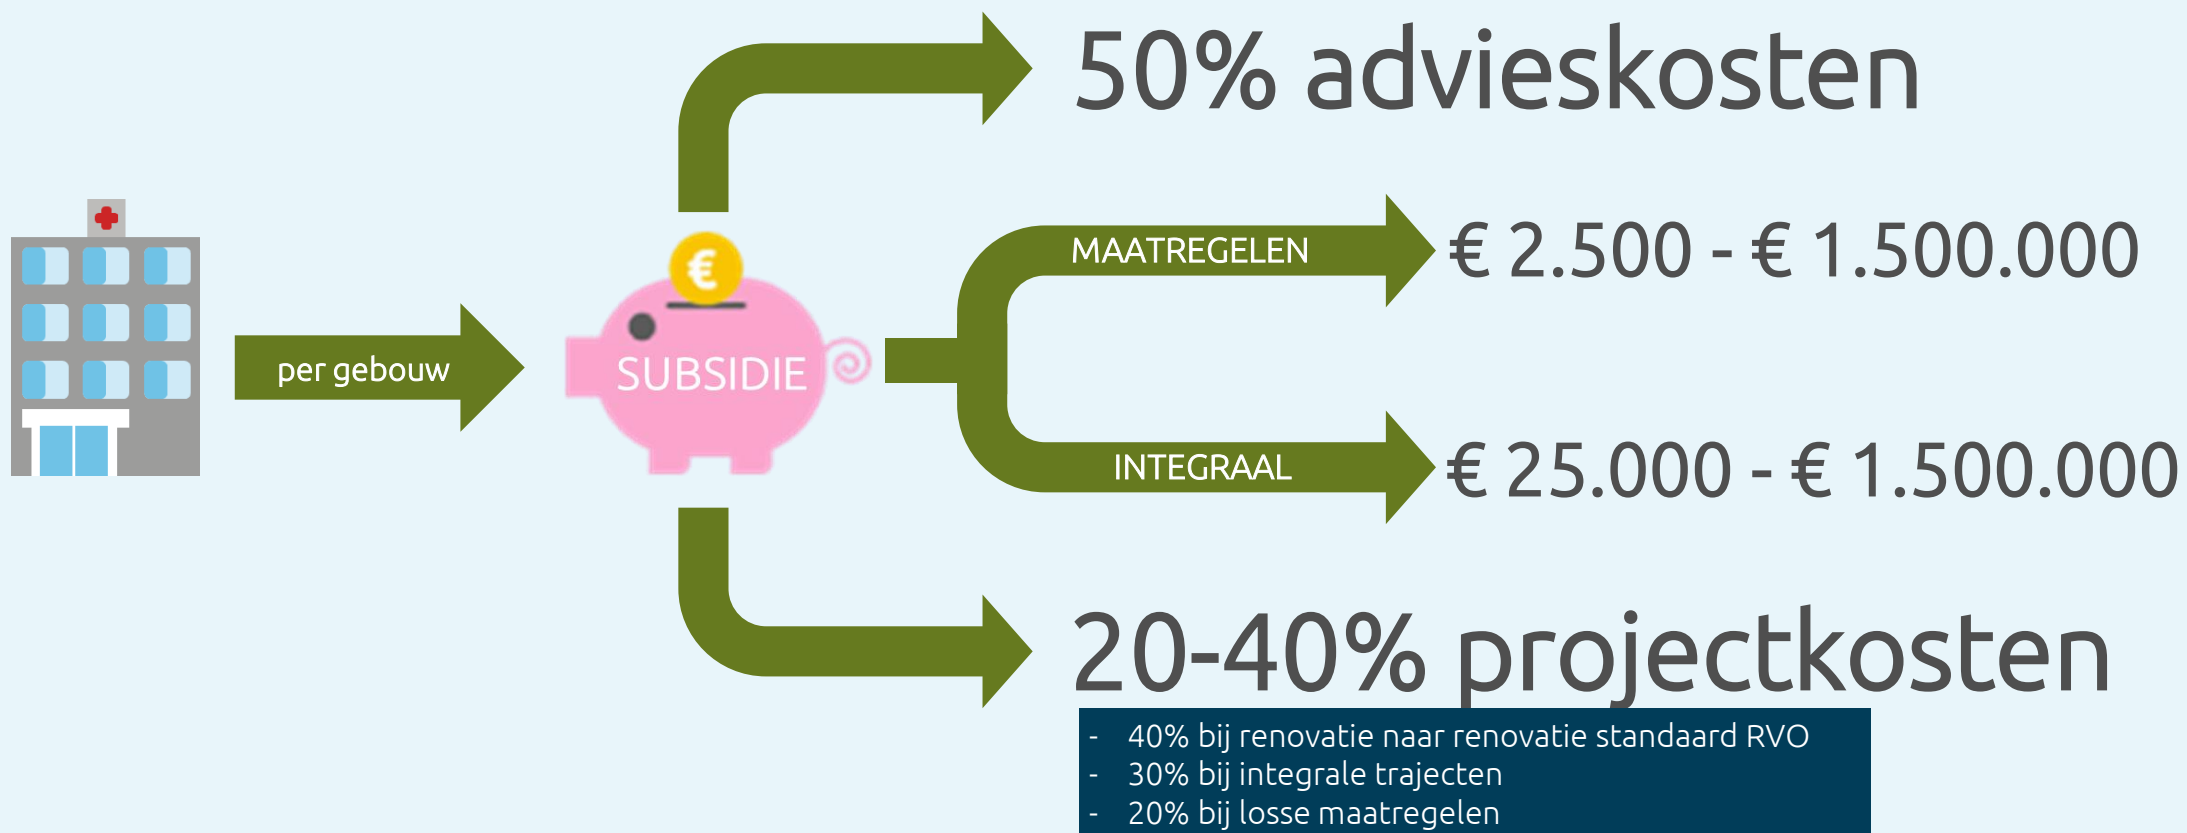 50% advieskosten
€
MAATREGELEN
€ 2.500 - € 1.500.000
per gebouw
SUBSIDIE
INTEGRAAL
€ 25.000 - € 1.500.000
20-40% projectkosten
- 40% bij renovatie naar renovatie standaard RVO
- 30% bij integrale trajecten
- 20% bij losse maatregelen